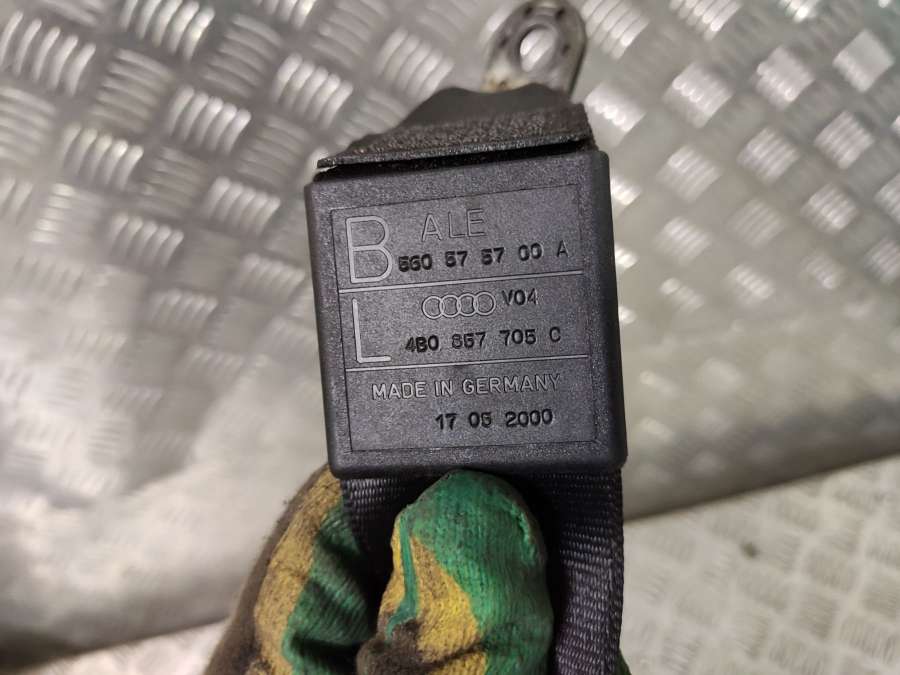 B ALE
560 57 57 00 A
V04
L 4B0 857 705 C
MADE IN GERMANY
17 05 2000